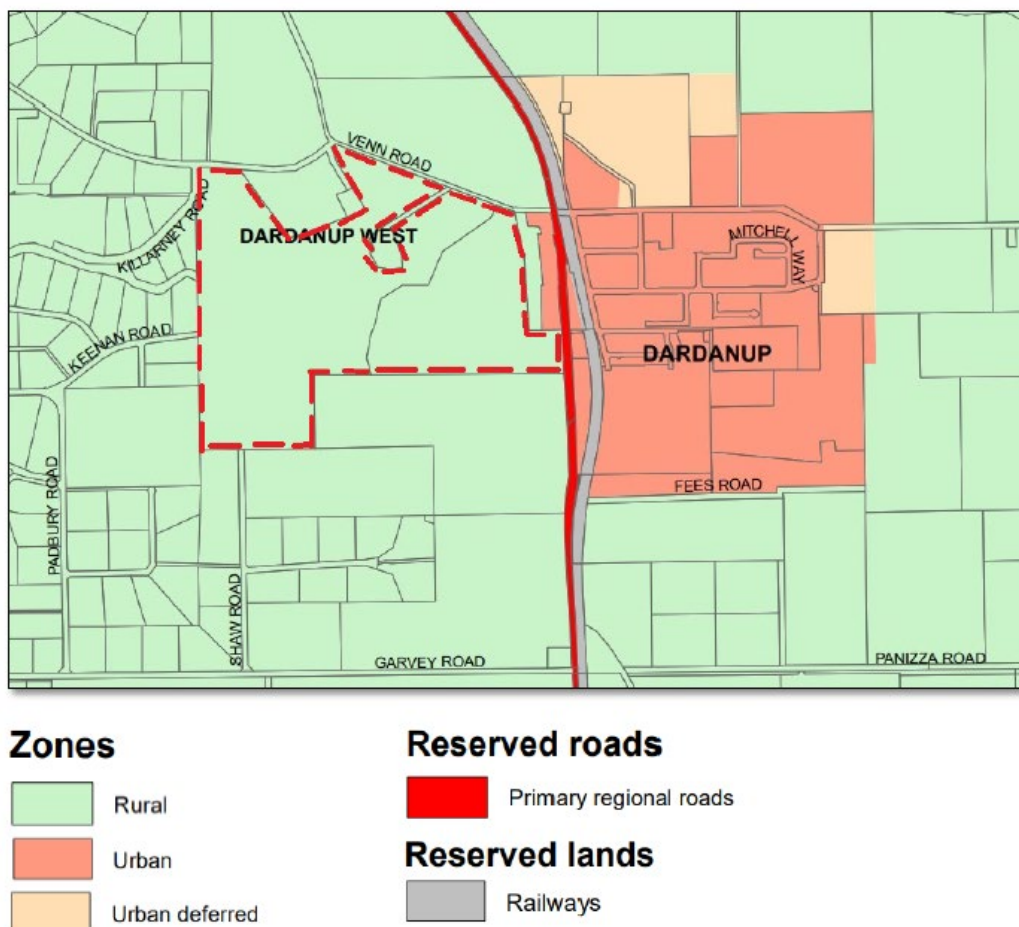 VENN ROAD
KILLARNEY ROAD
DARDANUP WEST
MITCHELL WAY
KEENAN ROAD
DARDANUP
PADBURY ROAD
FEES ROAD
SHAW ROAD
GARVEY ROAD
PANIZZA ROAD
Zones
Rural
Urban
Urban deferred
Reserved roads
Primary regional roads
Reserved lands
Railways